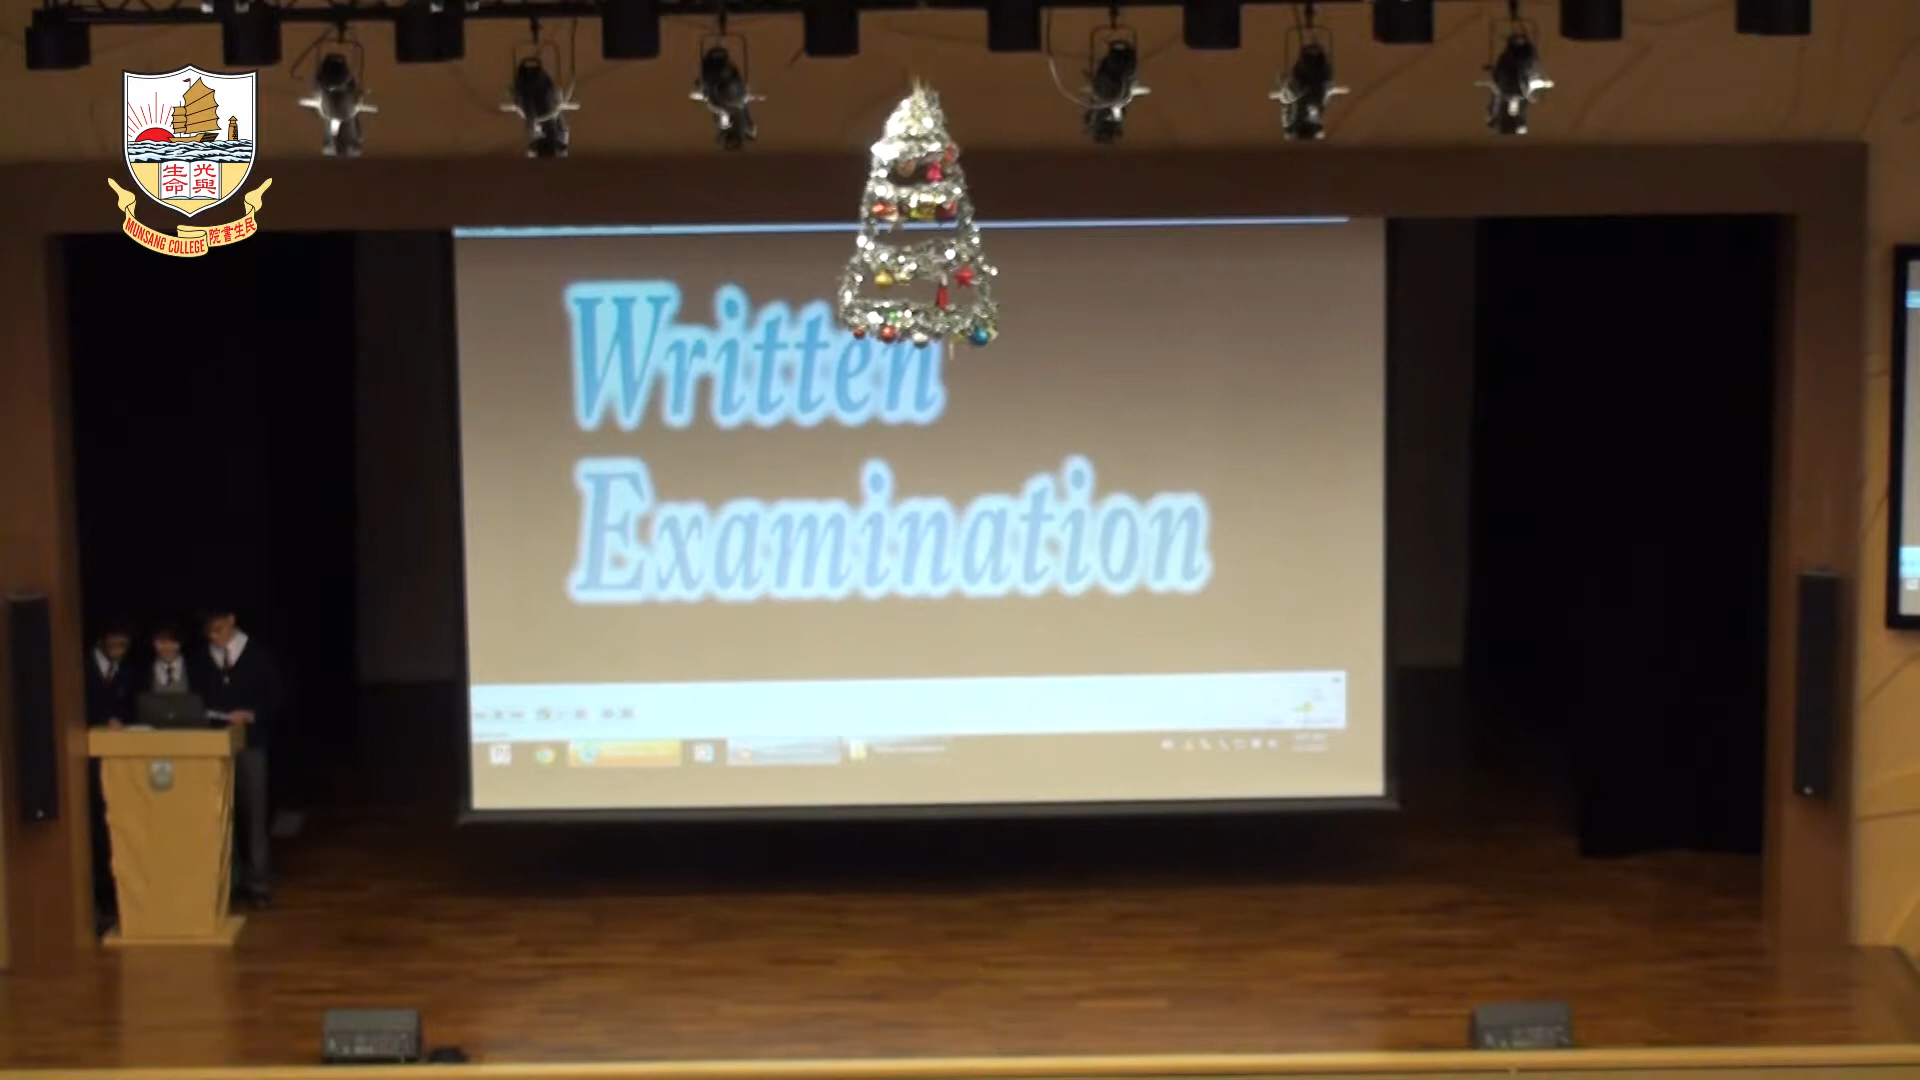 生 光
命 與
MUNSANG COLLEGE 院書生民
Written
Examination